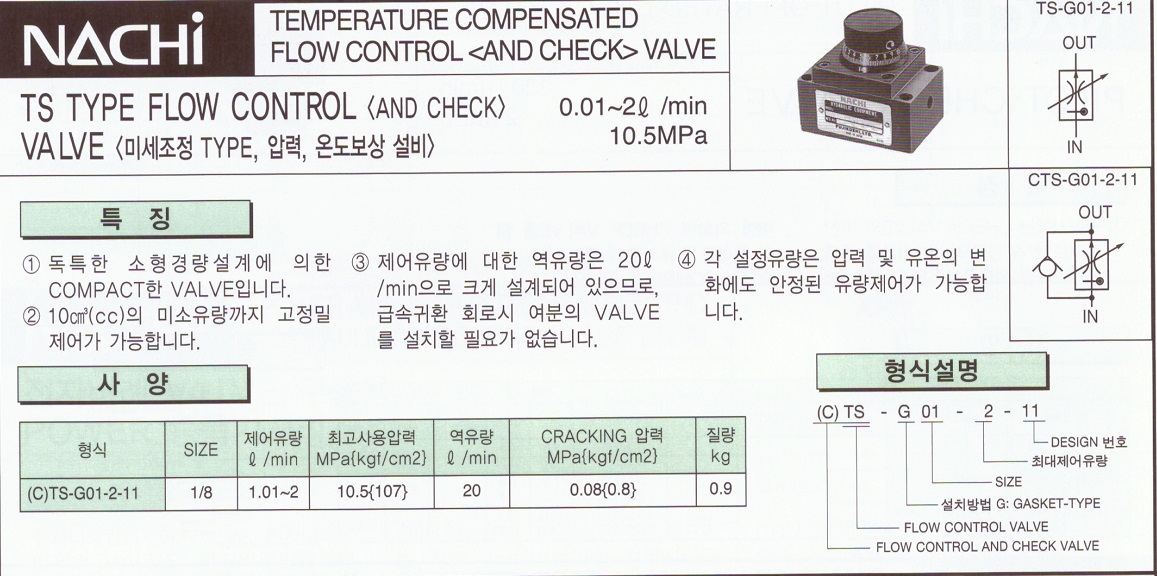 NACHi
TEMPERATURE COMPENSATED
FLOW CONTROL <AND CHECK> VALVE
TS TYPE FLOW CONTROL 〈AND CHECK〉
VALVE 〈미세조정 TYPE, 압력, 온도보상 설비〉
0.01~2ℓ /min
10.5MPa
NACHI
HYDRAULIC EQUIPMENT
TS-G01-2-11
OUT
IN
CTS-G01-2-11
OUT
IN
특 징
① 독특한 소형경량설계에 의한
COMPACT한 VALVE입니다.
② 10㎤(cc)의 미소유량까지 고정밀
제어가 가능합니다.
③ 제어유량에 대한 역유량은 20ℓ
/min으로 크게 설계되어 있으므로,
급속귀환 회로시 여분의 VALVE
를 설치할 필요가 없습니다.
④ 각 설정유량은 압력 및 유온의 변
화에도 안정된 유량제어가 가능합
니다.
사 양
형식 SIZE 제어유량 ℓ /min 최고사용압력 MPa{kgf/cm2} 역유량 ℓ /min CRACKING 압력 MPa{kgf/cm2} 질량 kg
(C)TS-G01-2-11 1/8 1.01~2 10.5{107} 20 0.08{0.8} 0.9
형식설명
(C) TS - G 01 - 2 - 11
DESIGN 번호
최대제어유량
SIZE
설치방법 G: GASKET-TYPE
FLOW CONTROL VALVE
FLOW CONTROL AND CHECK VALVE